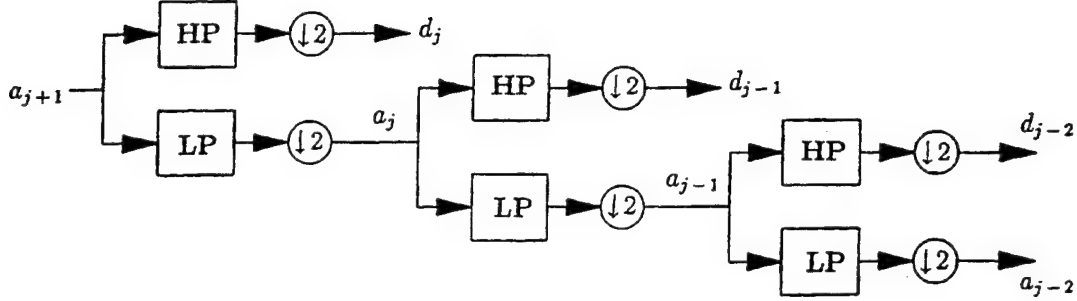 HP ↓2 d_j
a_{j+1}
LP ↓2 a_j
HP ↓2 d_{j-1}
LP ↓2 a_{j-1}
HP ↓2 d_{j-2}
LP ↓2 a_{j-2}